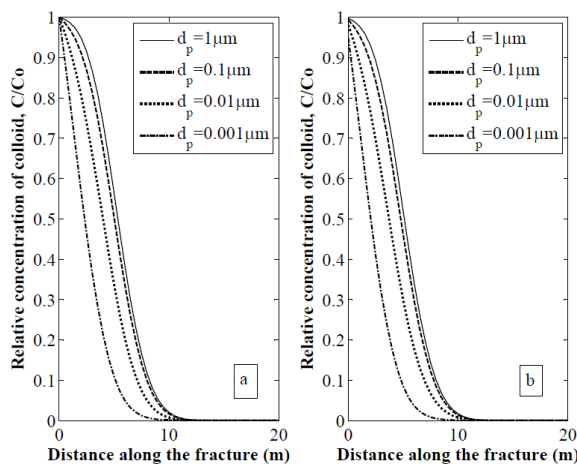 Relative concentration of colloid, C/Co
1
0.9
0.8
0.7
0.6
0.5
0.4
0.3
0.2
0.1
0
d_p=1μm
d_p=0.1μm
d_p=0.01μm
d_p=0.001μm
a
0 10 20
Distance along the fracture (m)
Relative concentration of colloid, C/Co
1
0.9
0.8
0.7
0.6
0.5
0.4
0.3
0.2
0.1
0
d_p=1μm
d_p=0.1μm
d_p=0.01μm
d_p=0.001μm
b
0 10 20
Distance along the fracture (m)